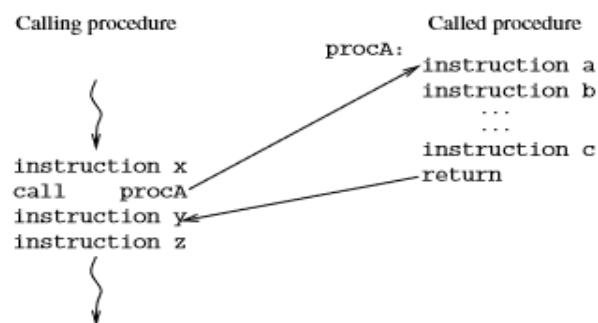 Calling procedure
instruction x
call procA
instruction y
instruction z
Called procedure
procA:
instruction a
instruction b
...
...
instruction c
return